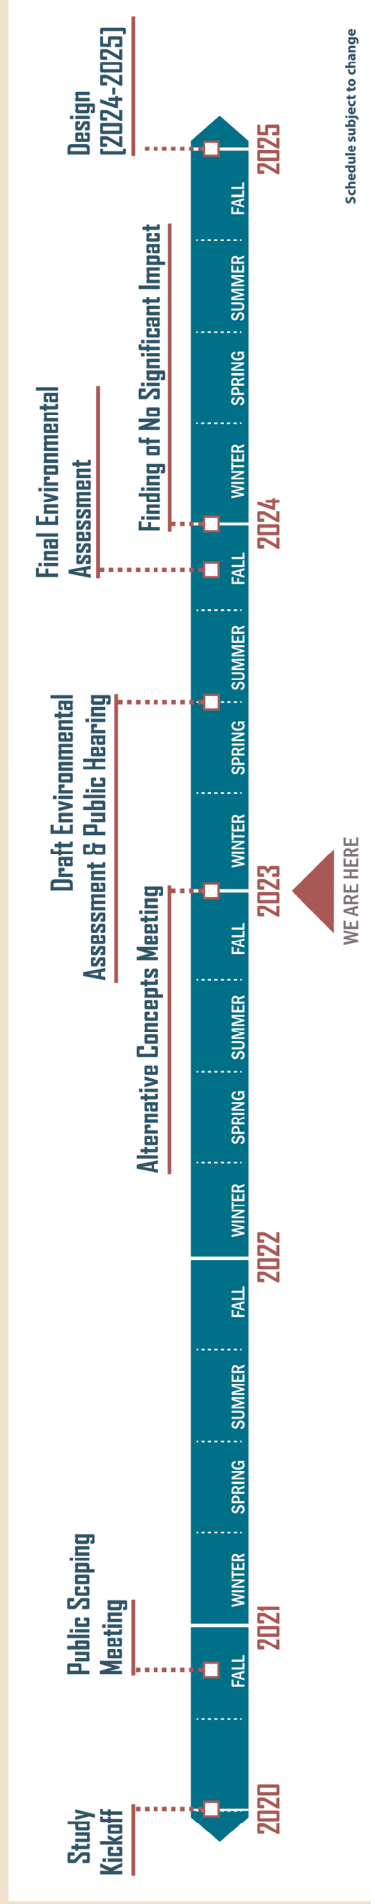 Study
Kickoff
Public Scoping
Meeting
Alternative Concepts Meeting
Draft Environmental
Assessment & Public Hearing
Final Environmental
Assessment
Finding of No Significant Impact
Design
(2024-2025)
FALL
WINTER
SPRING
SUMMER
FALL
WINTER
SPRING
SUMMER
FALL
WINTER
SPRING
SUMMER
FALL
WINTER
SPRING
SUMMER
FALL
2020
2021
2022
2023
2024
2025
WE ARE HERE
Schedule subject to change